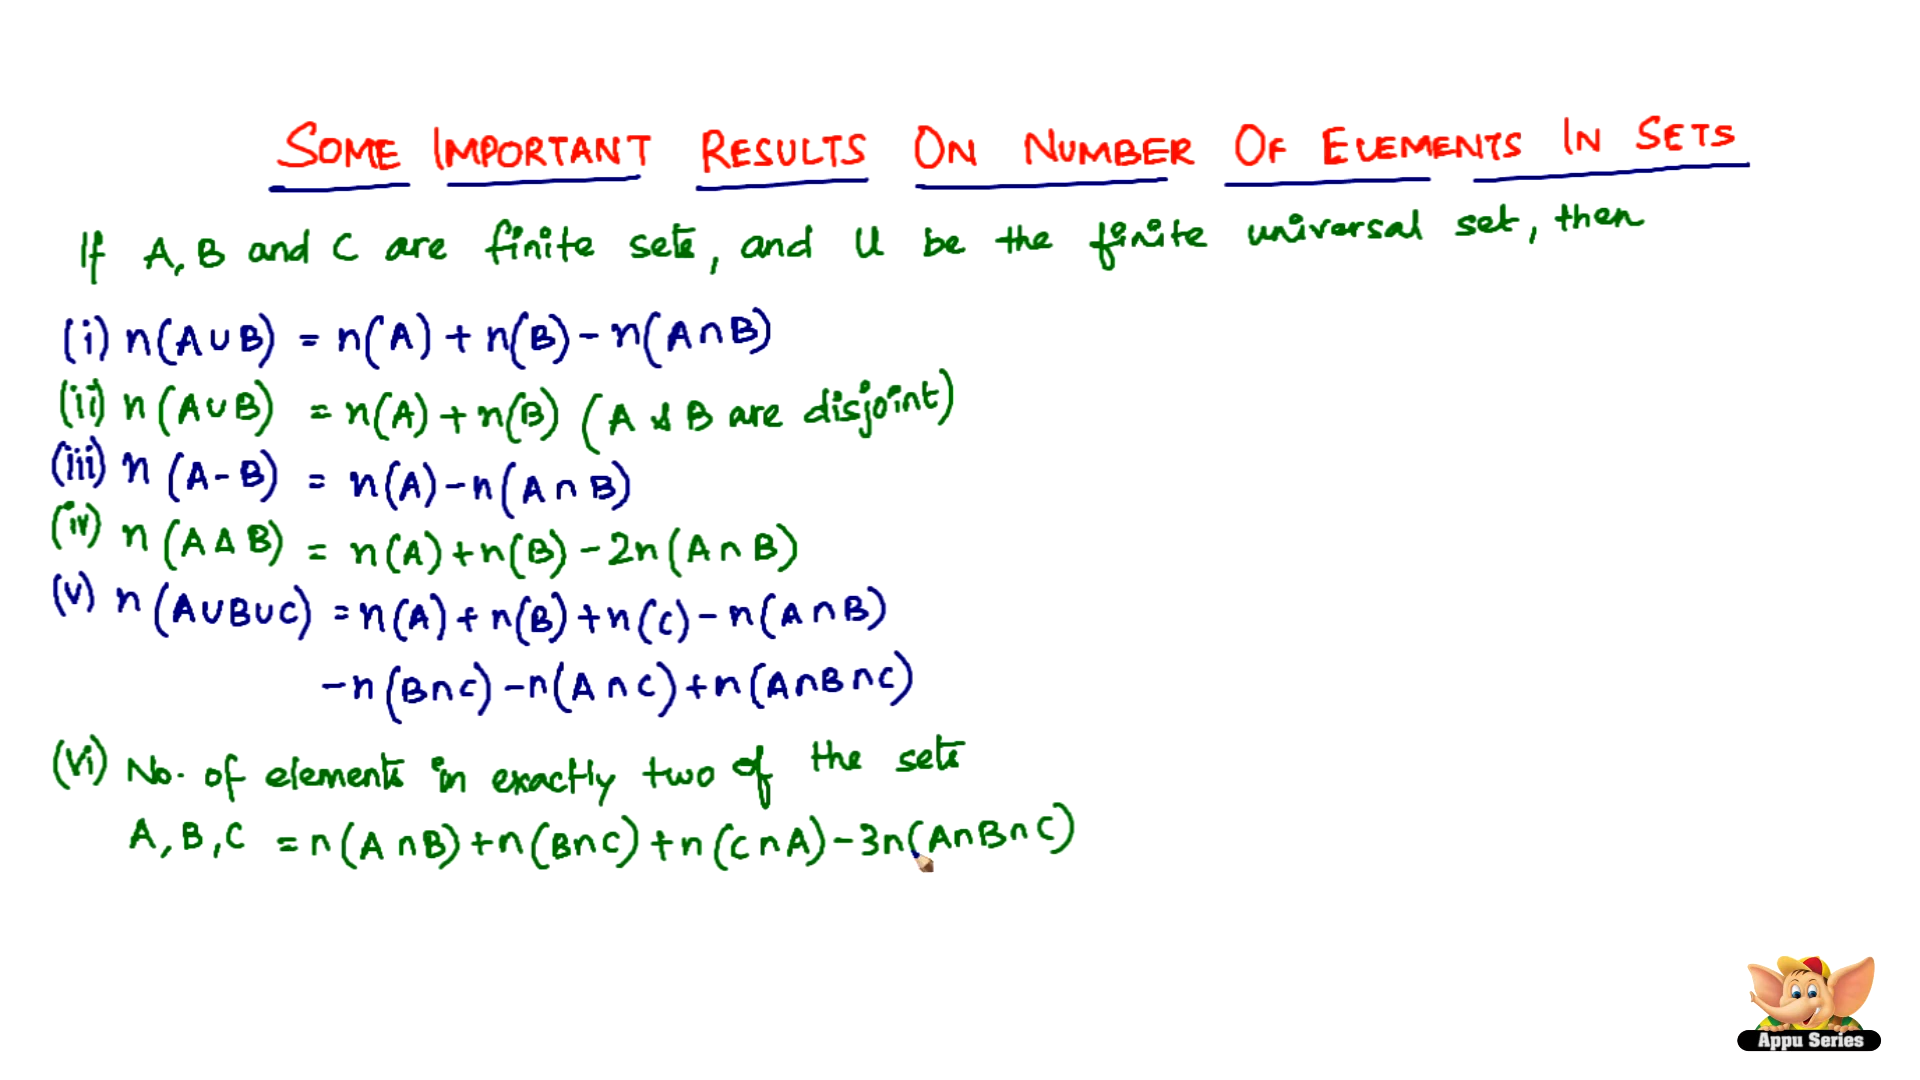 SOME IMPORTANT RESULTS ON NUMBER OF ELEMENTS IN SETS
If A, B and C are finite sets, and U be the finite universal set, then
(i) n(A∪B) = n(A) + n(B) - n(A∩B)
(ii) n(A∪B) = n(A) + n(B) (A & B are disjoint)
(iii) n(A-B) = n(A) - n(A∩B)
(iv) n(A Δ B) = n(A) + n(B) - 2n(A∩B)
(v) n(A∪B∪C) = n(A) + n(B) + n(C) - n(A∩B)
-n(B∩C) - n(A∩C) + n(A∩B∩C)
(vi) No. of elements in exactly two of the sets
A, B, C = n(A∩B) + n(B∩C) + n(C∩A) - 3n(A∩B∩C)
Appu Series